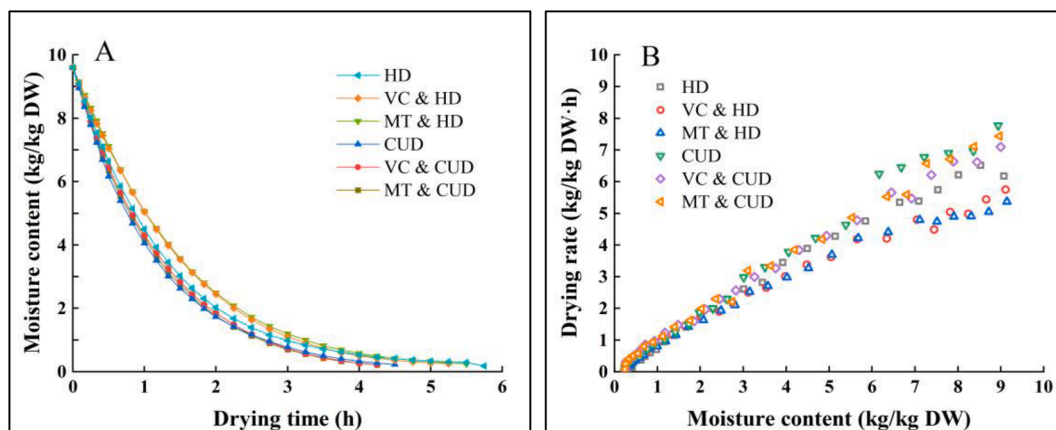 A
Moisture content (kg/kg DW)
10
8
6
4
2
0
0
1
2
3
4
5
6
Drying time (h)
HD
VC & HD
MT & HD
CUD
VC & CUD
MT & CUD
B
Drying rate (kg/kg DW·h)
10
9
8
7
6
5
4
3
2
1
0
0
1
2
3
4
5
6
7
8
9
10
Moisture content (kg/kg DW)
HD
VC & HD
MT & HD
CUD
VC & CUD
MT & CUD